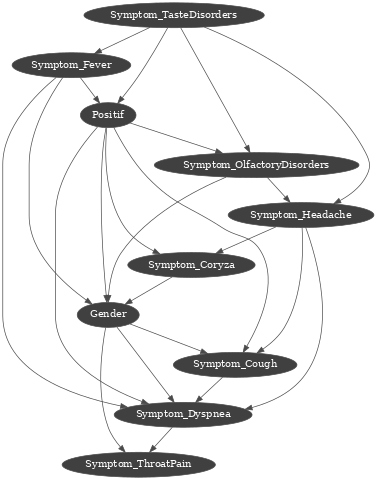 Symptom_TasteDisorders
Symptom_Fever
Positif
Symptom_OlfactoryDisorders
Symptom_Headache
Symptom_Coryza
Gender
Symptom_Cough
Symptom_Dyspnea
Symptom_ThroatPain